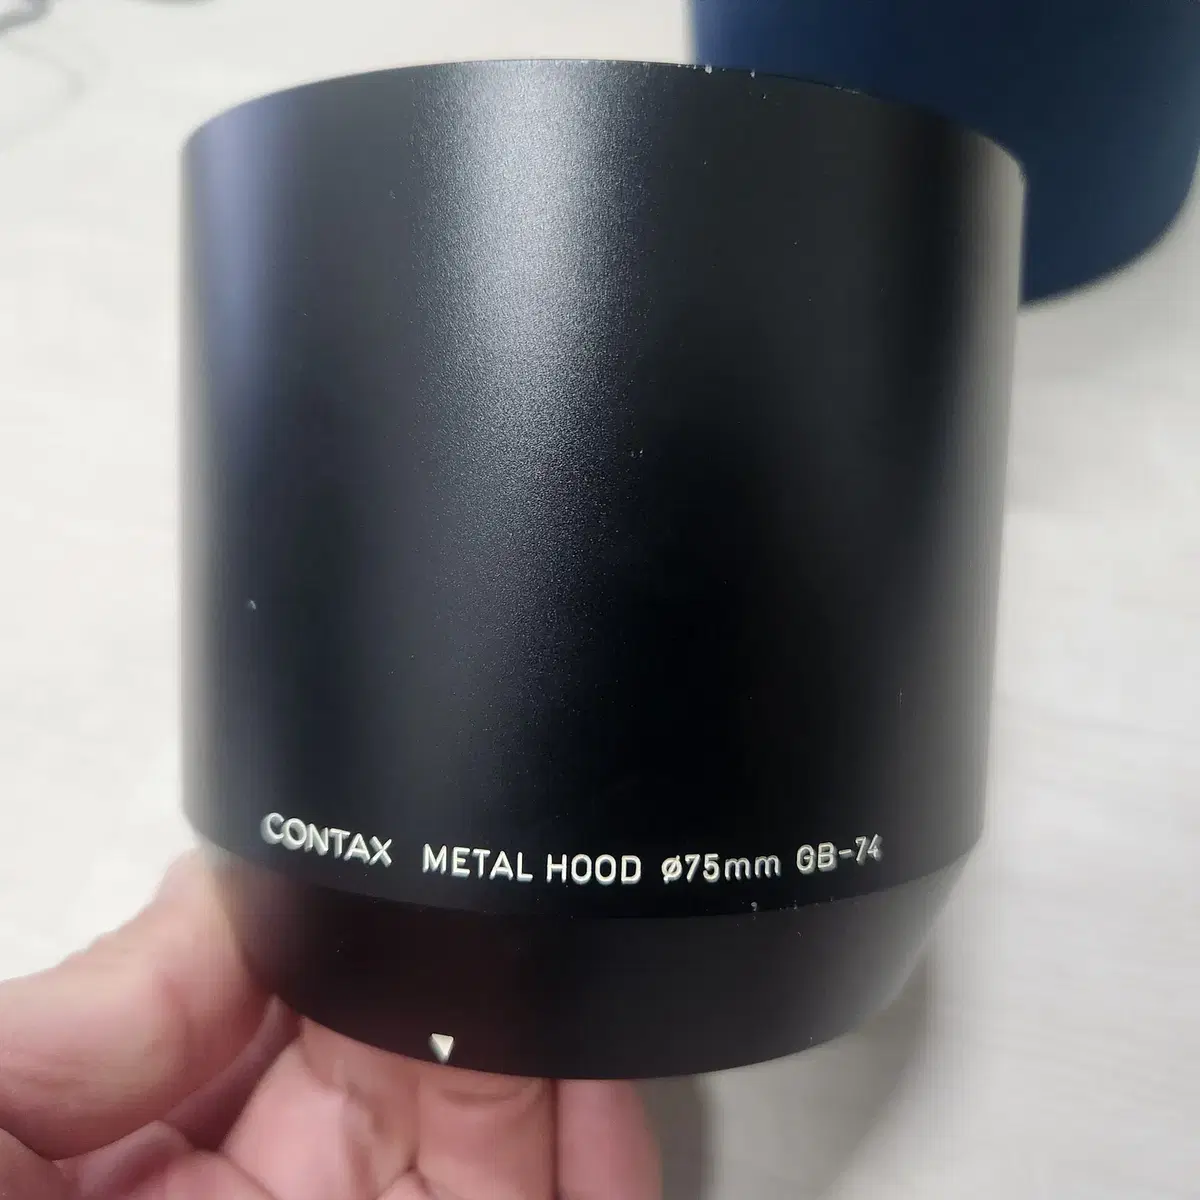 CONTAX METAL HOOD ø75mm GB-74